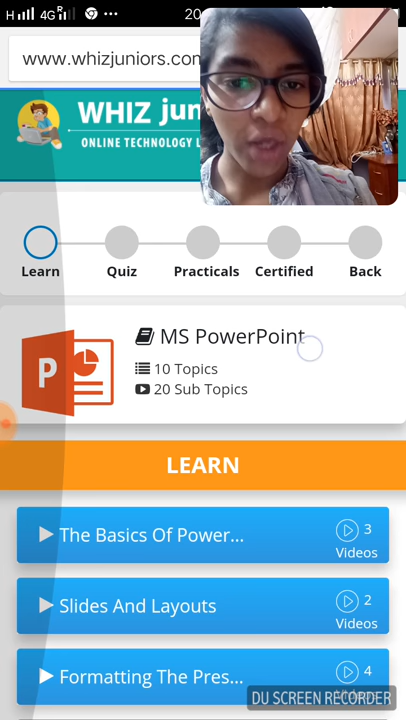 H 4G R ••• 20
www.whizjuniors.com
WHIZ jun
ONLINE TECHNOLOGY L
Learn Quiz Practicals Certified Back
MS PowerPoint
10 Topics
20 Sub Topics
P
LEARN
The Basics Of Power... 3
Videos
Slides And Layouts 2
Videos
Formatting The Pres... 4
DU SCREEN RECORDER